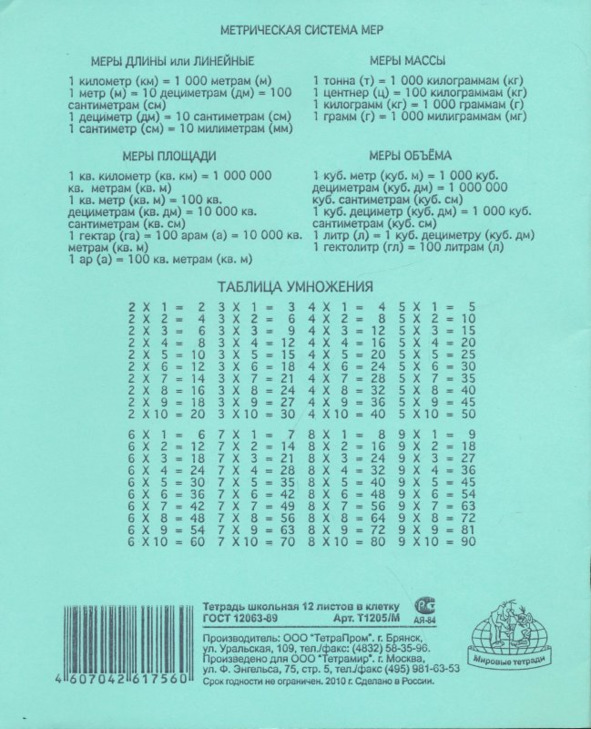 МЕТРИЧЕСКАЯ СИСТЕМА МЕР
МЕРЫ ДЛИНЫ или ЛИНЕЙНЫЕ
1 километр (км) = 1 000 метрам (м)
1 метр (м) = 10 дециметрам (дм) = 100
сантиметрам (см)
1 дециметр (дм) = 10 сантиметрам (см)
1 сантиметр (см) = 10 милиметрам (мм)
МЕРЫ МАССЫ
1 тонна (т) = 1 000 килограммам (кг)
1 центнер (ц) = 100 килограммам (кг)
1 килограмм (кг) = 1 000 граммам (г)
1 грамм (г) = 1 000 милиграммам (мг)
МЕРЫ ПЛОЩАДИ
1 кв. километр (кв. км) = 1 000 000
кв. метрам (кв. м)
1 кв. метр (кв. м) = 100 кв.
дециметрам (кв. дм) = 10 000 кв.
сантиметрам (кв. см)
1 гектар (га) = 100 арам (а) = 10 000 кв.
метрам (кв. м)
1 ар (а) = 100 кв. метрам (кв. м)
МЕРЫ ОБЪЁМА
1 куб. метр (куб. м) = 1 000 куб.
дециметрам (куб. дм) = 1 000 000
куб. сантиметрам (куб. см)
1 куб. дециметр (куб. дм) = 1 000 куб.
сантиметрам (куб. см)
1 литр (л) = 1 куб. дециметру (куб. дм)
1 гектолитр (гл) = 100 литрам (л)
ТАБЛИЦА УМНОЖЕНИЯ
2 X 1 = 2 3 X 1 = 3 4 X 1 = 4 5 X 1 = 5
2 X 2 = 4 3 X 2 = 6 4 X 2 = 8 5 X 2 = 10
2 X 3 = 6 3 X 3 = 9 4 X 3 = 12 5 X 3 = 15
2 X 4 = 8 3 X 4 = 12 4 X 4 = 16 5 X 4 = 20
2 X 5 = 10 3 X 5 = 15 4 X 5 = 20 5 X 5 = 25
2 X 6 = 12 3 X 6 = 18 4 X 6 = 24 5 X 6 = 30
2 X 7 = 14 3 X 7 = 21 4 X 7 = 28 5 X 7 = 35
2 X 8 = 16 3 X 8 = 24 4 X 8 = 32 5 X 8 = 40
2 X 9 = 18 3 X 9 = 27 4 X 9 = 36 5 X 9 = 45
2 X 10 = 20 3 X 10 = 30 4 X 10 = 40 5 X 10 = 50
6 X 1 = 6 7 X 1 = 7 8 X 1 = 8 9 X 1 = 9
6 X 2 = 12 7 X 2 = 14 8 X 2 = 16 9 X 2 = 18
6 X 3 = 18 7 X 3 = 21 8 X 3 = 24 9 X 3 = 27
6 X 4 = 24 7 X 4 = 28 8 X 4 = 32 9 X 4 = 36
6 X 5 = 30 7 X 5 = 35 8 X 5 = 40 9 X 5 = 45
6 X 6 = 36 7 X 6 = 42 8 X 6 = 48 9 X 6 = 54
6 X 7 = 42 7 X 7 = 49 8 X 7 = 56 9 X 7 = 63
6 X 8 = 48 7 X 8 = 56 8 X 8 = 64 9 X 8 = 72
6 X 9 = 54 7 X 9 = 63 8 X 9 = 72 9 X 9 = 81
6 X 10 = 60 7 X 10 = 70 8 X 10 = 80 9 X 10 = 90
Тетрадь школьная 12 листов в клетку
ГОСТ 12063-89 Арт. Т1205/М
АЯ-84
Производитель: ООО "ТетраПром". г. Брянск,
ул. Уральская, 109, тел./факс: (4832) 58-35-96.
Произведено для ООО "Тетрамир". г. Москва,
ул. Ф. Энгельса, 75, стр. 5, тел./факс (495) 981-63-53
Срок годности не ограничен. 2010 г. Сделано в России.
4 607042 617560
Мировые тетради